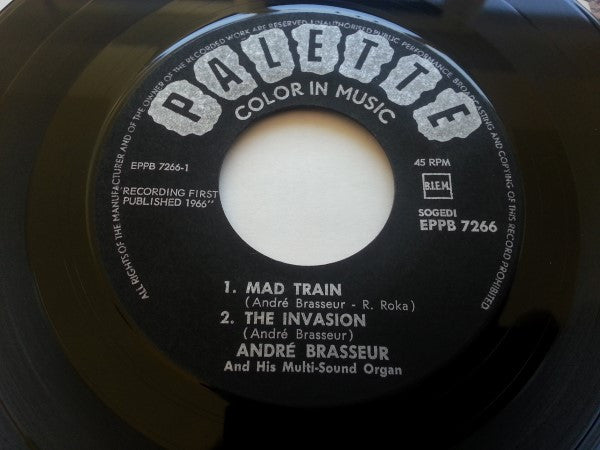 ALL RIGHTS OF THE MANUFACTURER AND OF THE OWNER OF THE RECORDED WORK ARE RESERVED UNAUTHORISED PUBLIC PERFORMANCE, BROADCASTING AND COPYING OF THIS RECORD PROHIBITED
PALETTE
COLOR IN MUSIC
EPPB 7266-1
45 RPM
"RECORDING FIRST
PUBLISHED 1966"
B.I.E.M.
SOGEDI
EPPB 7266
1. MAD TRAIN
(André Brasseur - R. Roka)
2. THE INVASION
(André Brasseur)
ANDRÉ BRASSEUR
And His Multi-Sound Organ